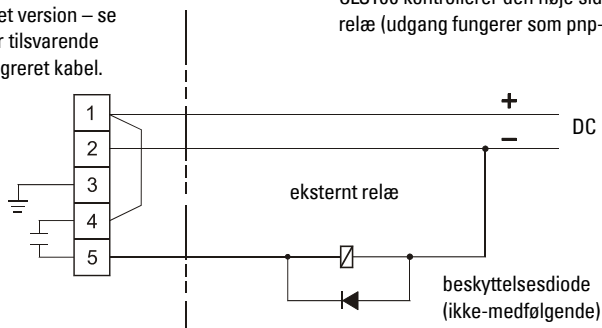 et version – se
r tilsvarende
greret kabel.
relæ (udgang fungerer som pnp-
1
2
3
4
5
+
–
DC
eksternt relæ
beskyttelsesdiode
(ikke-medfølgende)